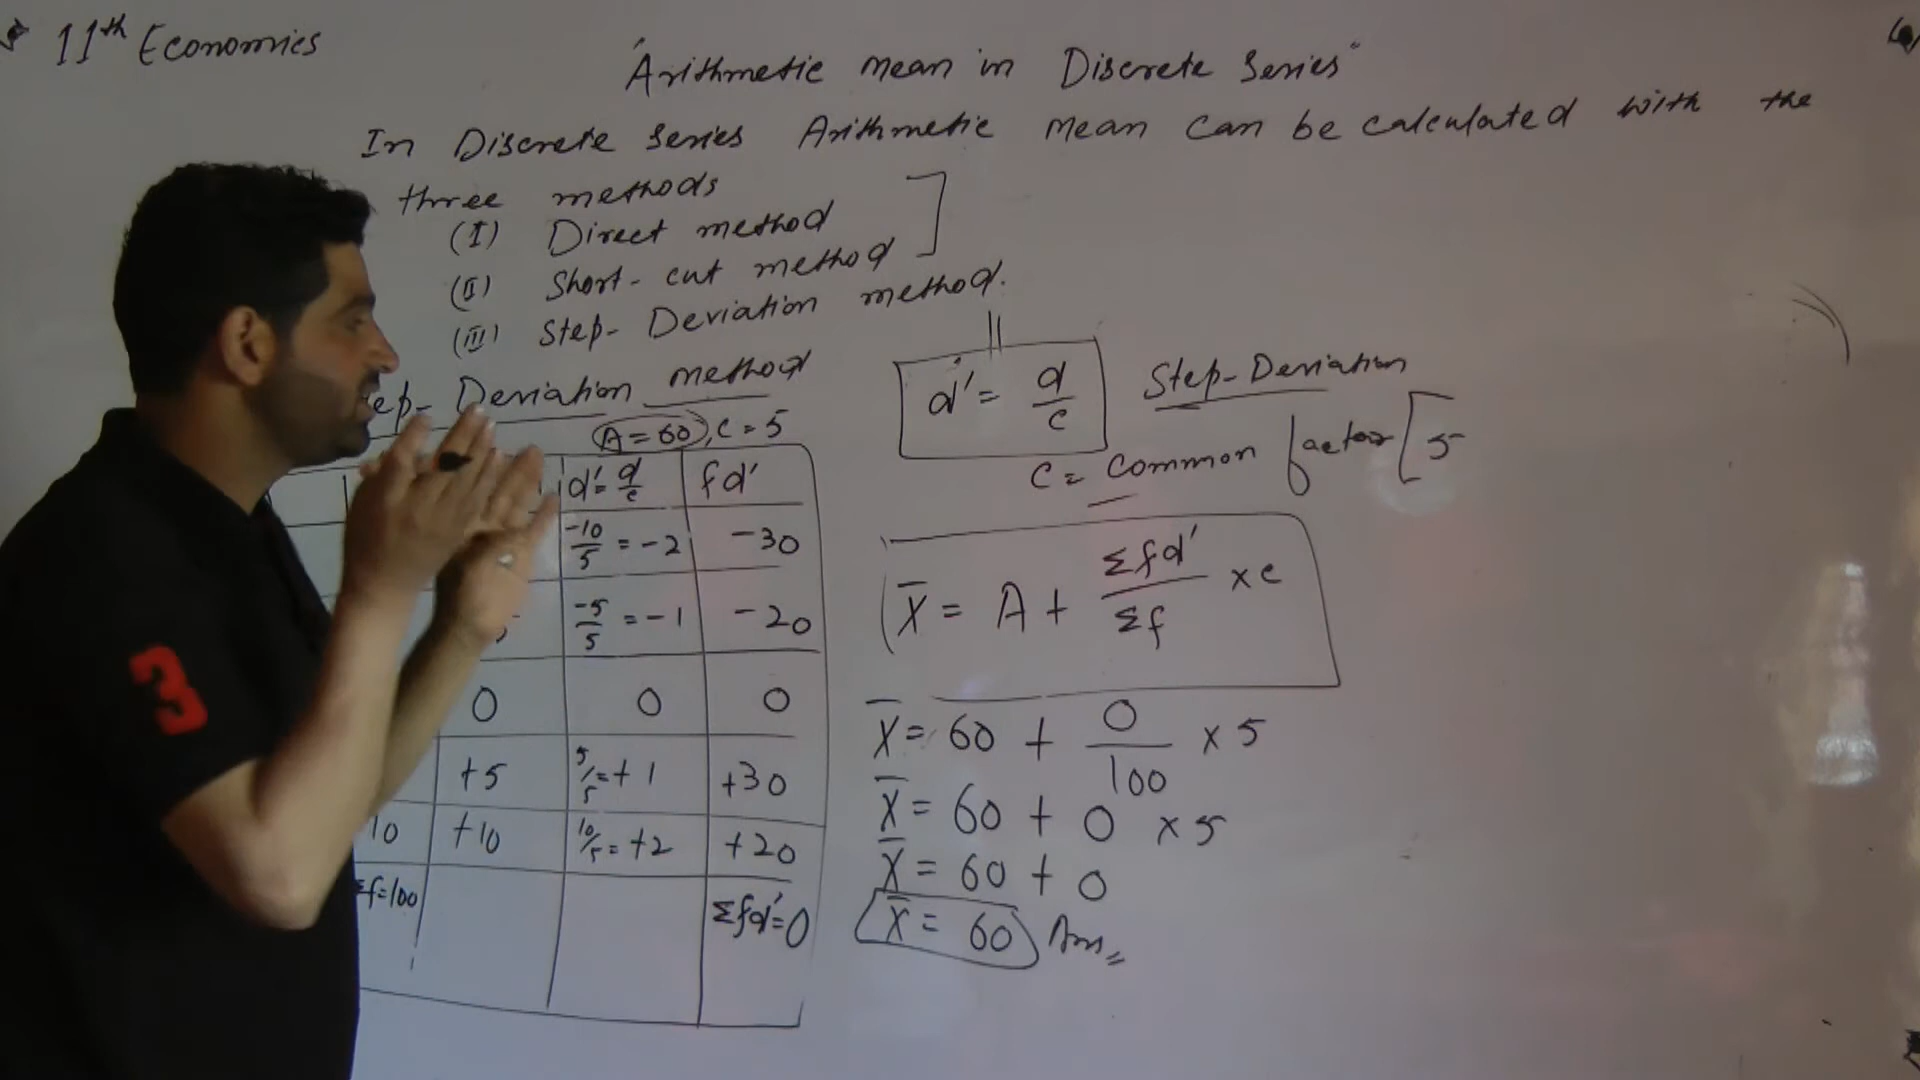 11th Economics
"Arithmetic mean in Discrete Series"
In Discrete Series Arithmetic Mean Can be calculated with the
three methods
(I) Direct method
(II) Short-cut method
(III) Step-Deviation method.
ep-Deviation method
d' = d/c
Step-Deviation
C = Common factor [5
A = 60, C = 5
d' = d/c fd'
-10/5 = -2 -30
-5/5 = -1 -20
0 0 0
+5 5/5 = +1 +30
10 +10 10/5 = +2 +20
Σf=100 Σfd'=0
X̄ = A + Σfd'/Σf × c
X̄ = 60 + 0/100 × 5
X̄ = 60 + 0 × 5
X̄ = 60 + 0
X̄ = 60 Ans
3